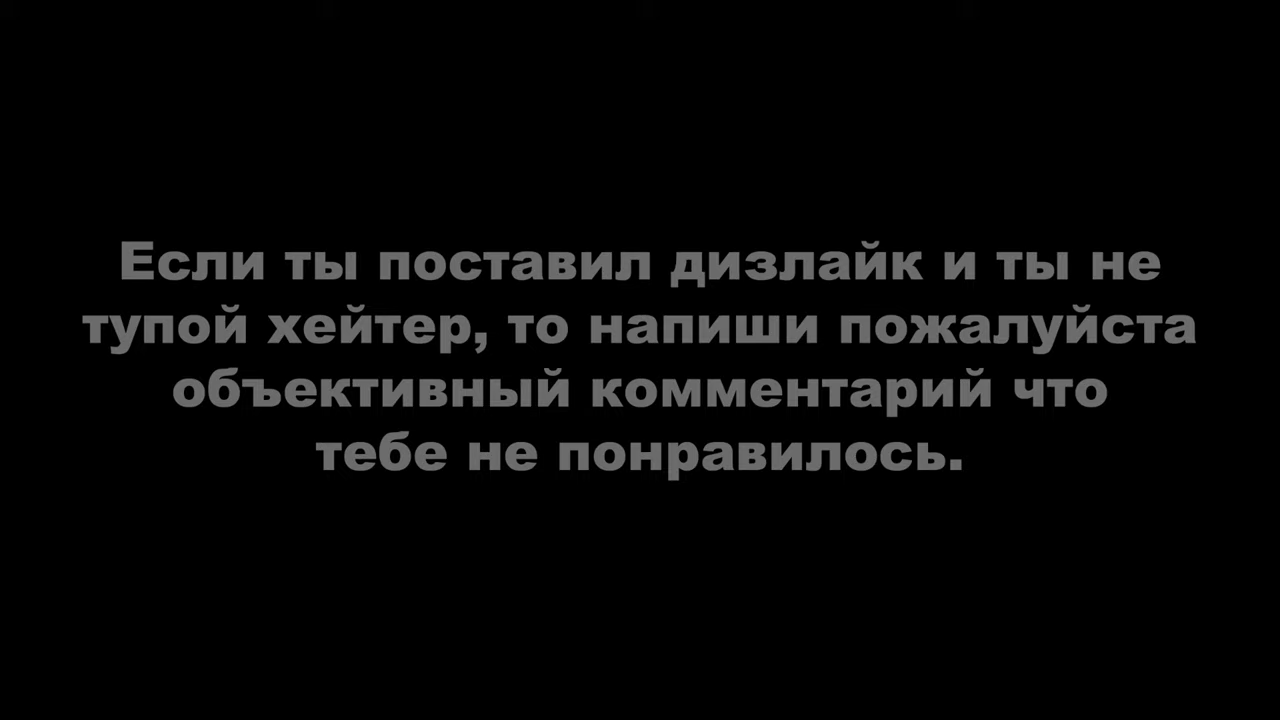 Если ты поставил дизлайк и ты не
тупой хейтер, то напиши пожалуйста
объективный комментарий что
тебе не понравилось.